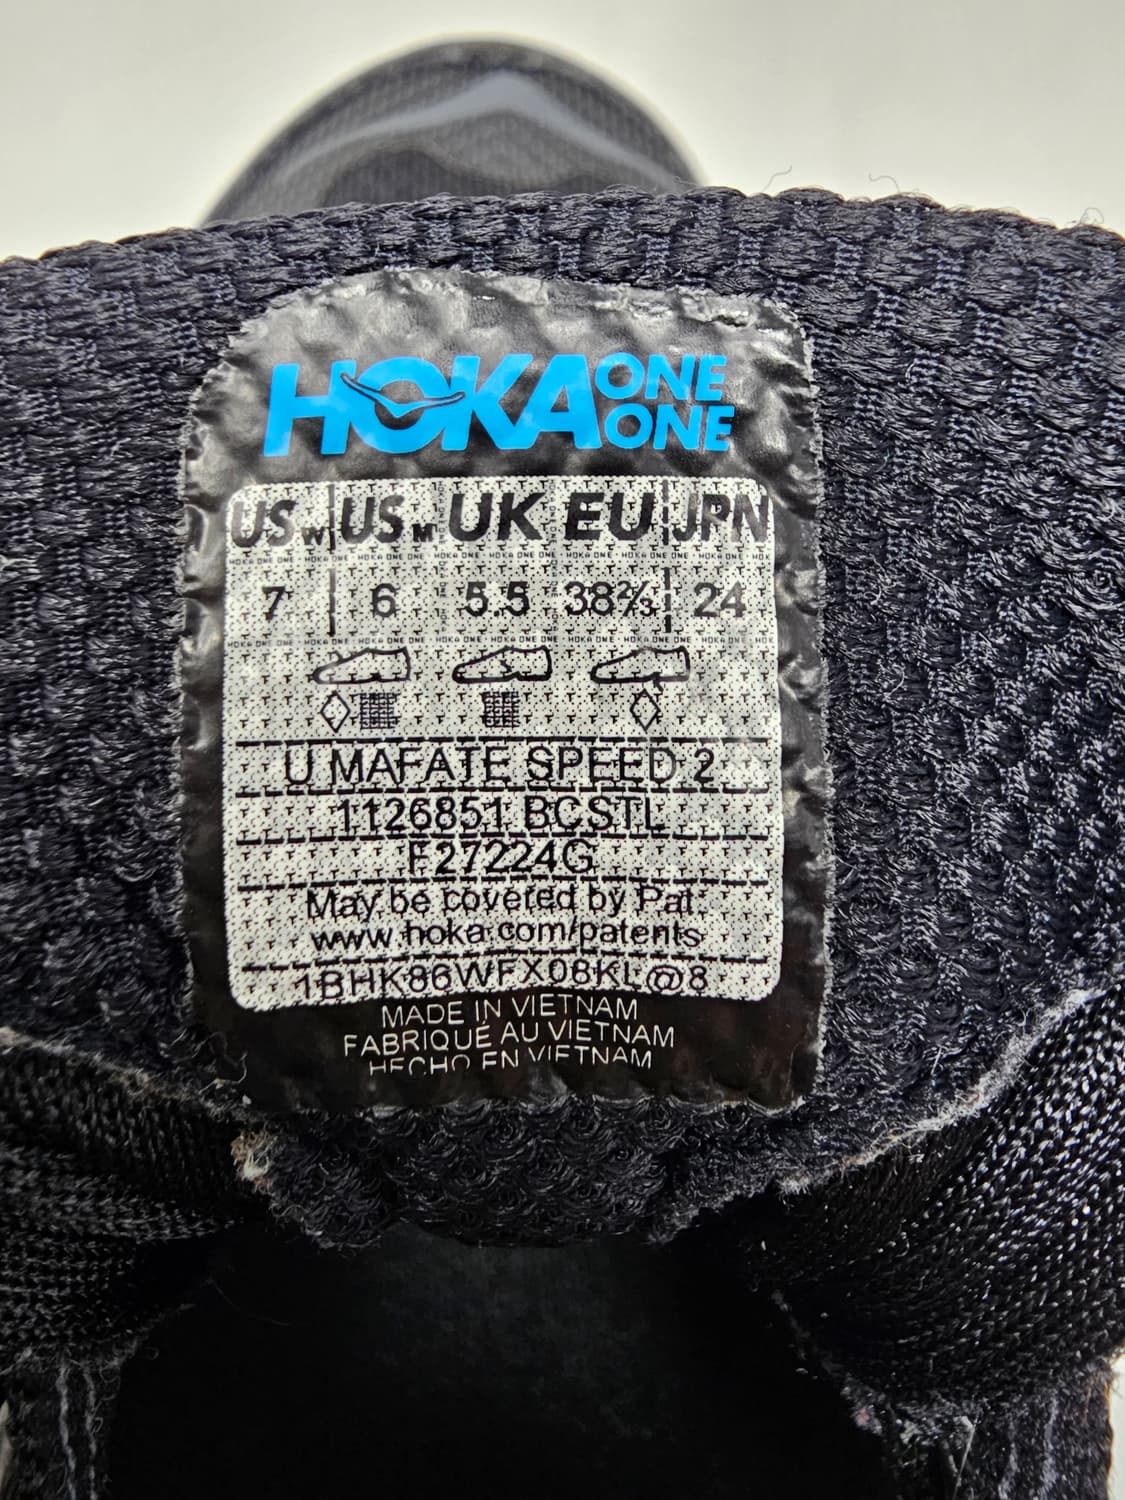 HOKA ONE ONE
US W US M UK EU JPN
7 6 5.5 38⅔ 24
U MAFATE SPEED 2
1126851 BCSTL
F27224G
May be covered by Pat.
www.hoka.com/patents
1BHK86WFX08KL@8
MADE IN VIETNAM
FABRIQUÉ AU VIETNAM
HECHO EN VIETNAM